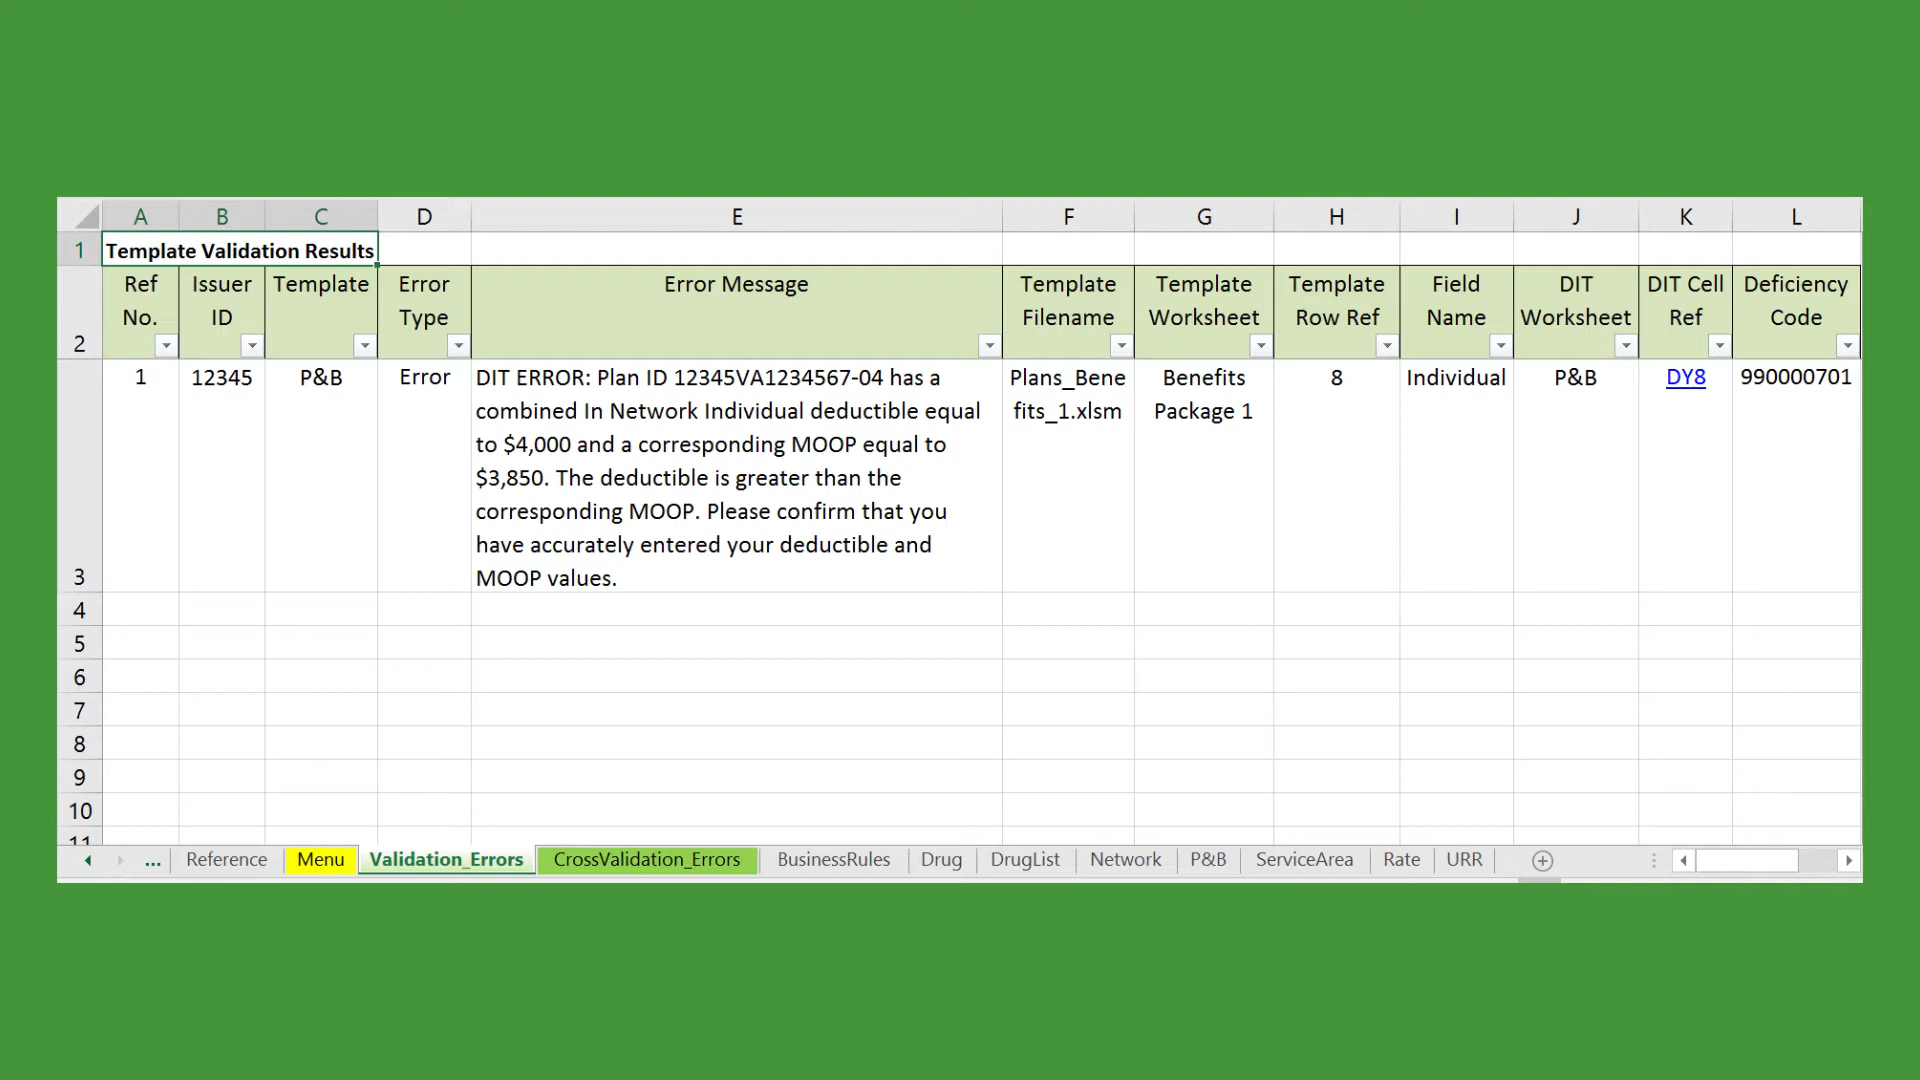 A B C D E F G H I J K L
1 Template Validation Results
Ref Issuer Template Error Error Message Template Template Template Field DIT DIT Cell Deficiency
No. ID Type Filename Worksheet Row Ref Name Worksheet Ref Code
2
1 12345 P&B Error DIT ERROR: Plan ID 12345VA1234567-04 has a Plans_Bene Benefits 8 Individual P&B DY8 990000701
combined In Network Individual deductible equal fits_1.xlsm Package 1
to $4,000 and a corresponding MOOP equal to
$3,850. The deductible is greater than the
corresponding MOOP. Please confirm that you
have accurately entered your deductible and
3 MOOP values.
4
5
6
7
8
9
10
11
... Reference Menu Validation_Errors CrossValidation_Errors BusinessRules Drug DrugList Network P&B ServiceArea Rate URR